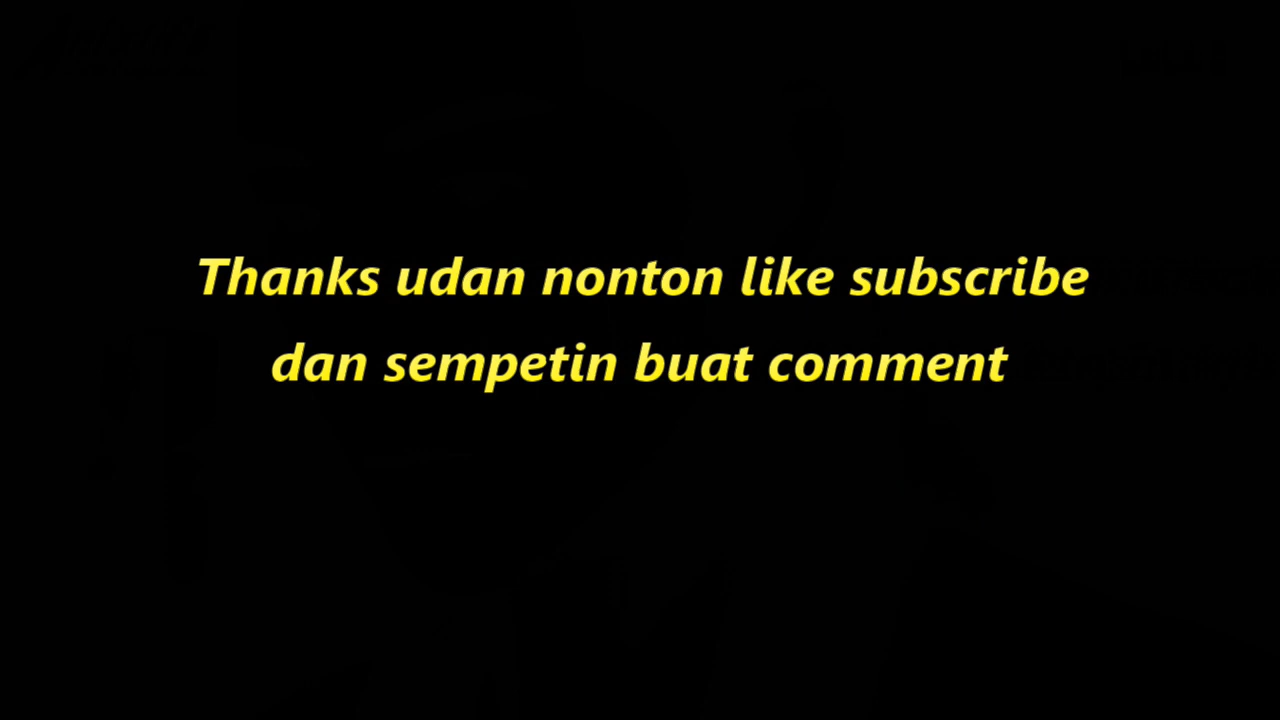 Thanks udan nonton like subscribe
dan sempetin buat comment